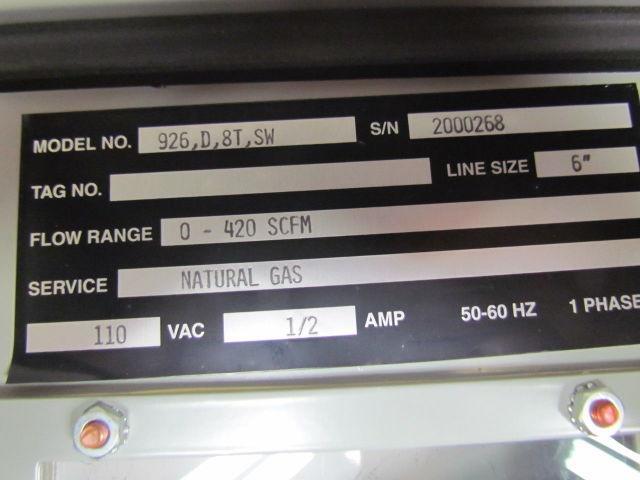 MODEL NO. 926,D,8T,SW S/N 2000268
TAG NO. LINE SIZE 6"
FLOW RANGE 0 - 420 SCFM
SERVICE NATURAL GAS
110 VAC 1/2 AMP 50-60 HZ 1 PHASE